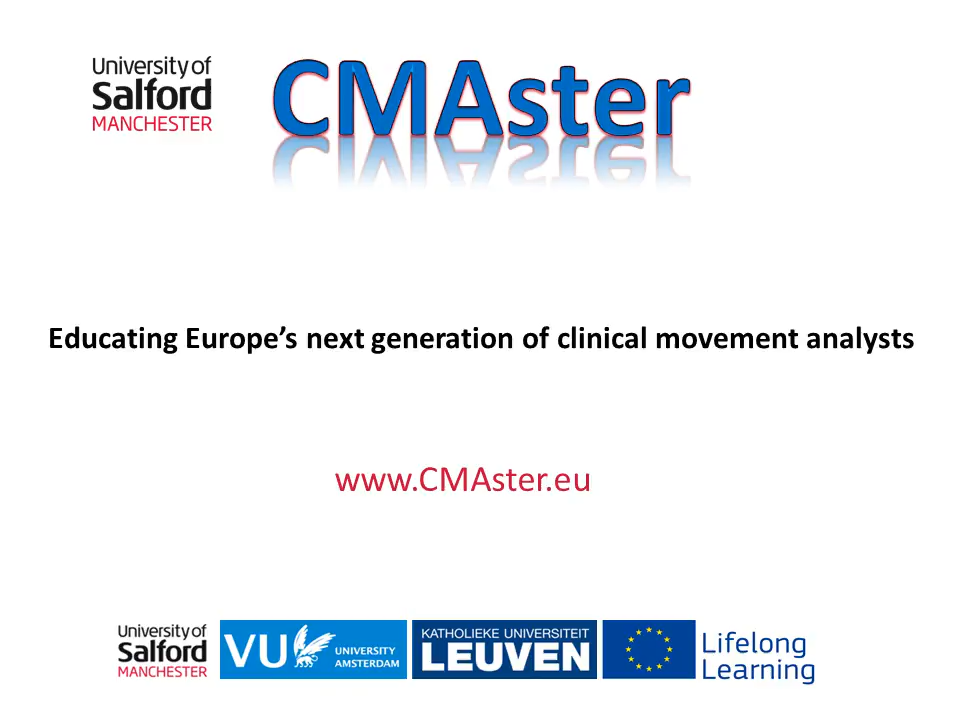 University of
Salford
MANCHESTER
CMAster
Educating Europe’s next generation of clinical movement analysts
www.CMAster.eu
University of
Salford
MANCHESTER
VU
UNIVERSITY
AMSTERDAM
KATHOLIEKE UNIVERSITEIT
LEUVEN
Lifelong
Learning